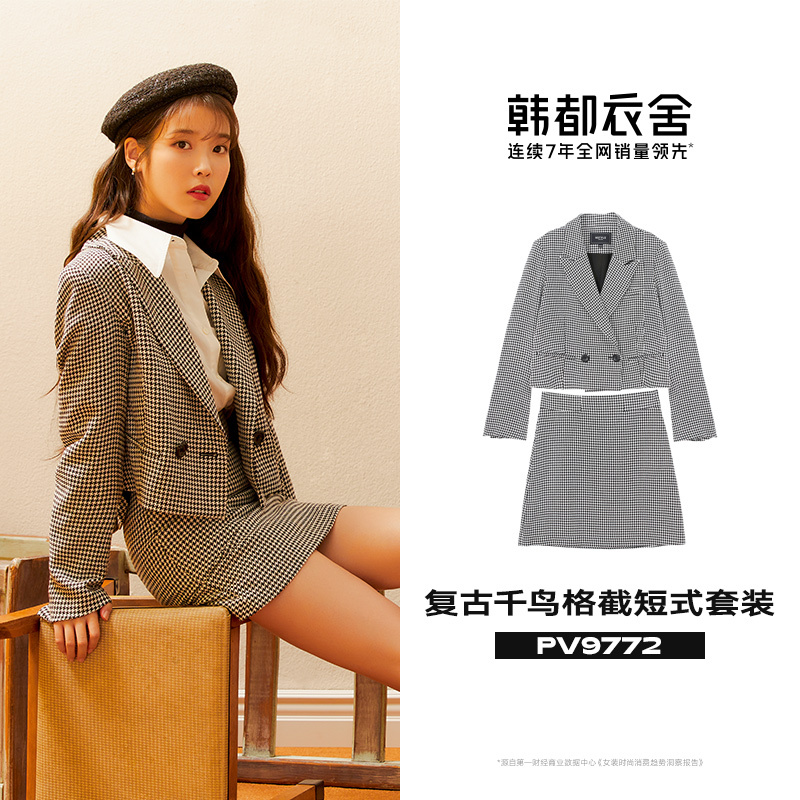 韩都衣舍
连续7年全网销量领先*
复古千鸟格截短式套装
PV9772
*源自第一财经商业数据中心《女装时尚消费趋势洞察报告》